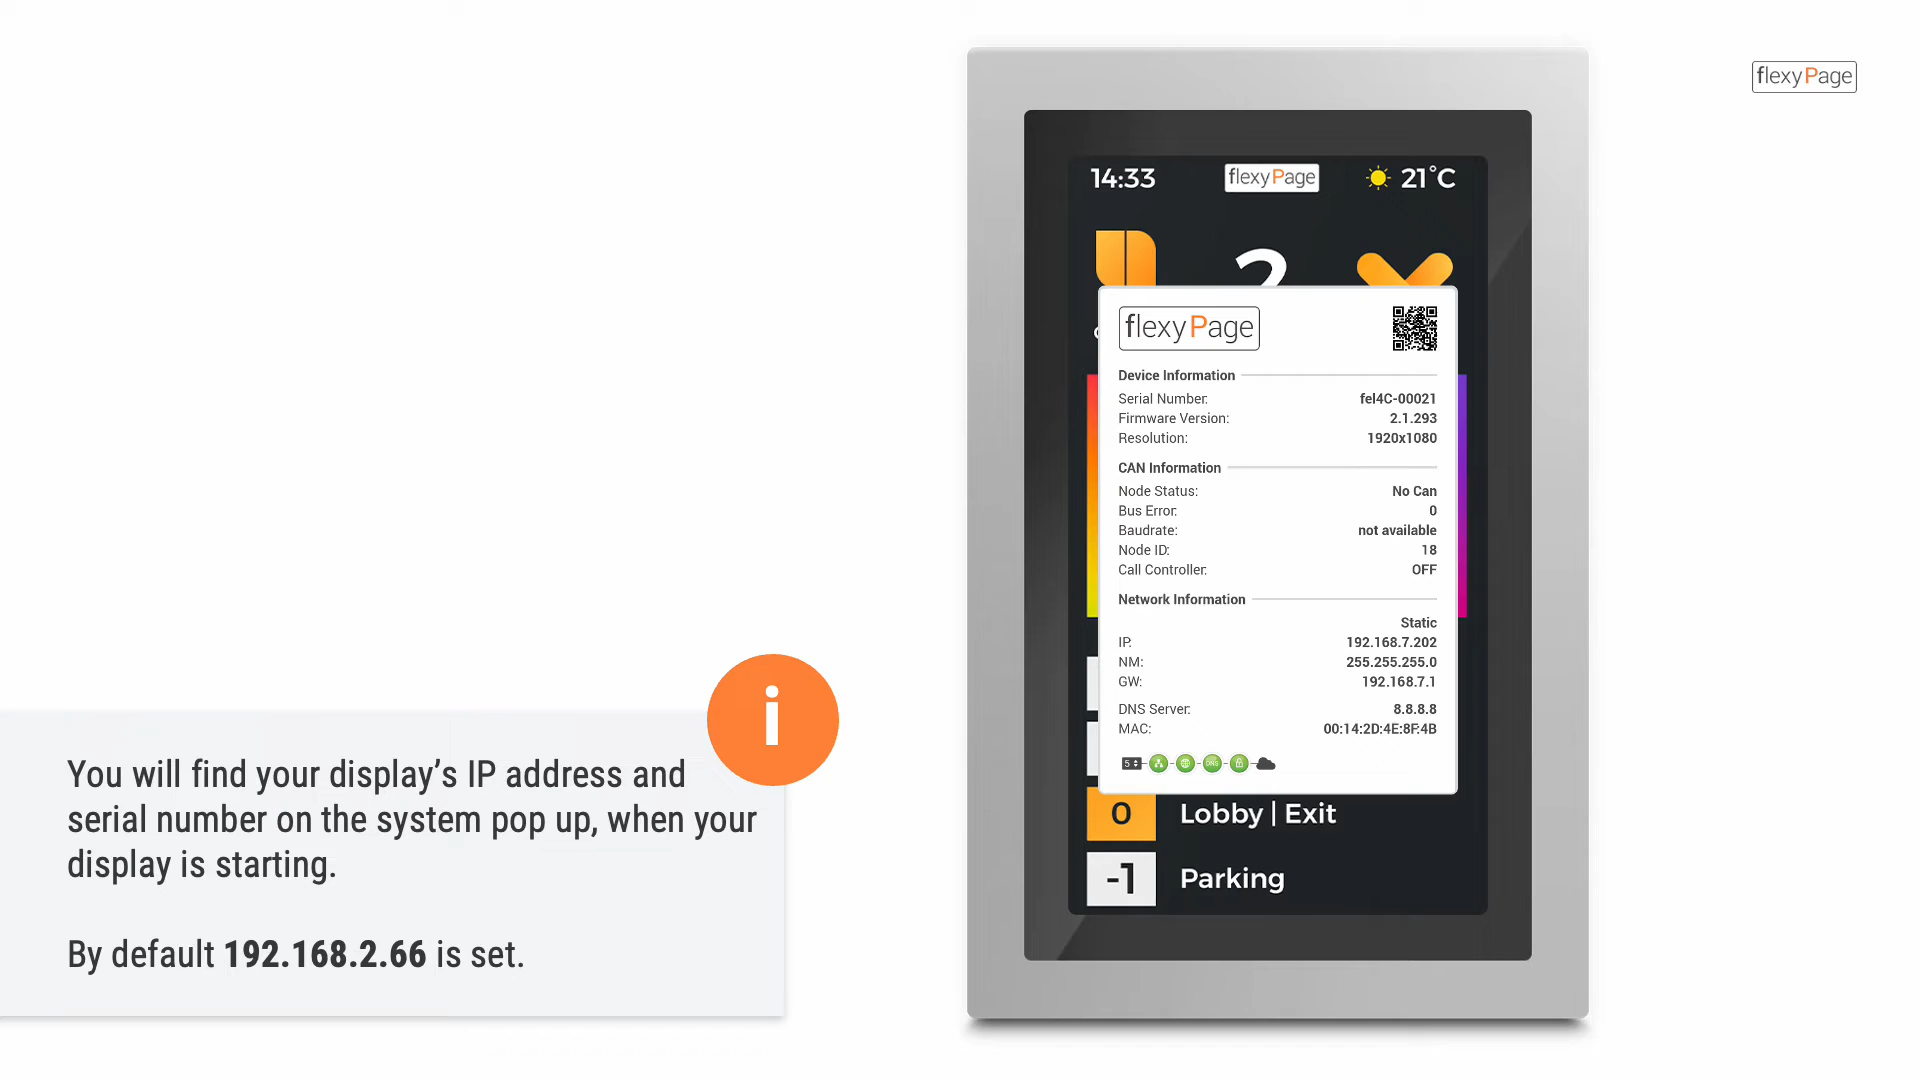 flexyPage
14:33
flexyPage
21°C
2
flexyPage
Device Information
Serial Number: fel4C-00021
Firmware Version: 2.1.293
Resolution: 1920x1080
CAN Information
Node Status: No Can
Bus Error: 0
Baudrate: not available
Node ID: 18
Call Controller: OFF
Network Information
Static
IP: 192.168.7.202
NM: 255.255.255.0
GW: 192.168.7.1
DNS Server: 8.8.8.8
MAC: 00:14:2D:4E:8F:4B
5
DNS
0 Lobby | Exit
-1 Parking
i
You will find your display’s IP address and
serial number on the system pop up, when your
display is starting.
By default 192.168.2.66 is set.